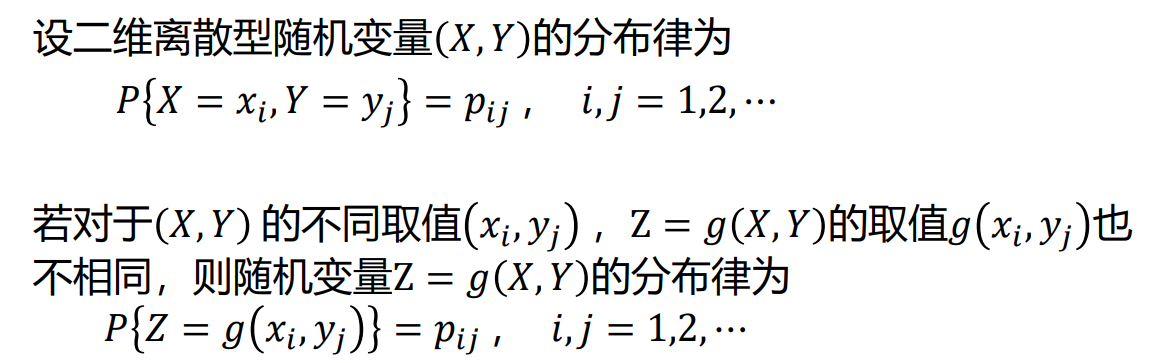 设二维离散型随机变量(X,Y)的分布律为
P{X = x_i, Y = y_j} = p_{ij} ,  i, j = 1,2, ⋯
若对于(X,Y) 的不同取值(x_i, y_j) ，Z = g(X,Y)的取值g(x_i, y_j)也
不相同，则随机变量Z = g(X,Y)的分布律为
P{Z = g(x_i, y_j)} = p_{ij} ,  i, j = 1,2, ⋯